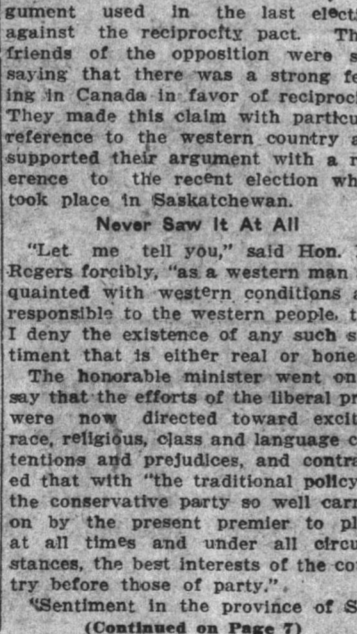 gument used in the last elect
against the reciprocity pact. Th
friends of the opposition were s
saying that there was a strong fe
ing in Canada in favor of reciproc
They made this claim with particu
reference to the western country a
supported their argument with a r
erence to the recent election wh
took place in Saskatchewan.
Never Saw It At All
"Let me tell you," said Hon.
Rogers forcibly, "as a western man
quainted with western conditions a
responsible to the western people, t
I deny the existence of any such s
timent that is either real or hone
The honorable minister went on
say that the efforts of the liberal pr
were now directed toward excit
race, religious, class and language c
tentions and prejudices, and contra
ed that with "the traditional policy
the conservative party so well carr
on by the present premier to pl
at all times and under all circu
stances, the best interests of the co
try before those of party."
"Sentiment in the province of S
(Continued on Page 7)